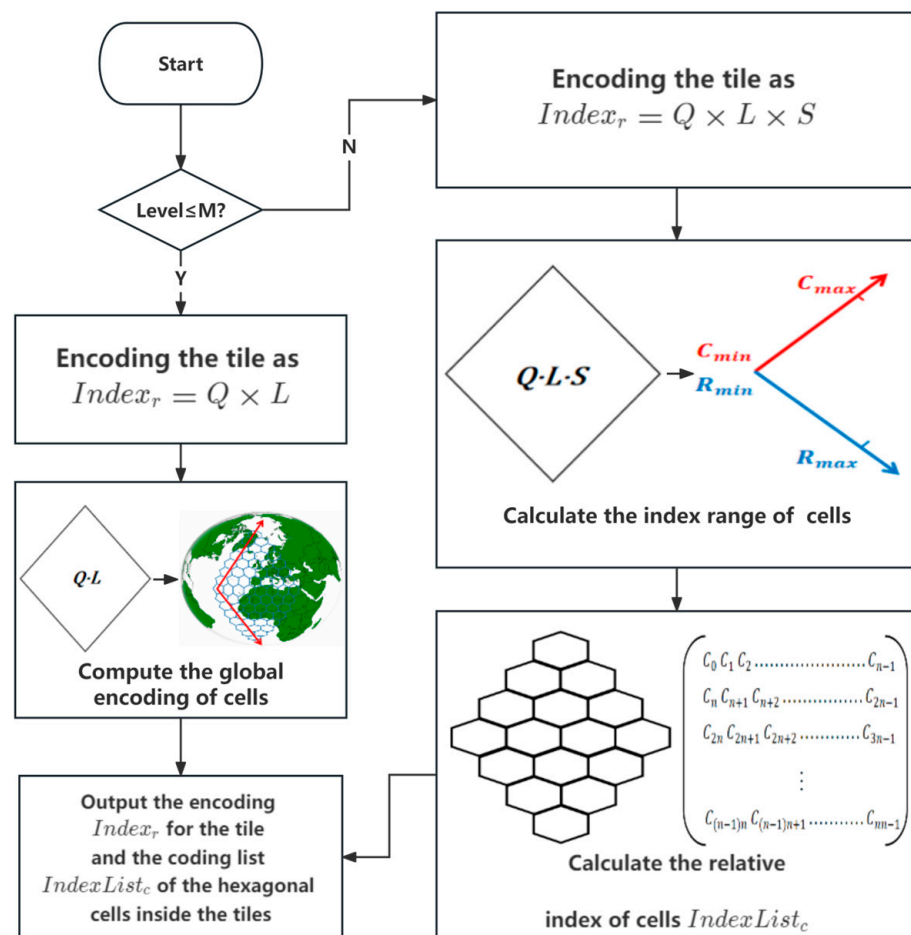 Start
Level≤M?
N
Y
Encoding the tile as
Index_r = Q × L × S
Encoding the tile as
Index_r = Q × L
Q·L·S
C_max
C_min
R_min
R_max
Calculate the index range of cells
Q·L
Compute the global
encoding of cells
C_0 C_1 C_2 ...................... C_{n-1}
C_n C_{n+1} C_{n+2} ................ C_{2n-1}
C_{2n} C_{2n+1} C_{2n+2} ............ C_{3n-1}
⋮
C_{(n-1)n} C_{(n-1)n+1} ........... C_{nn-1}
Calculate the relative
index of cells IndexList_c
Output the encoding
Index_r for the tile
and the coding list
IndexList_c of the hexagonal
cells inside the tiles